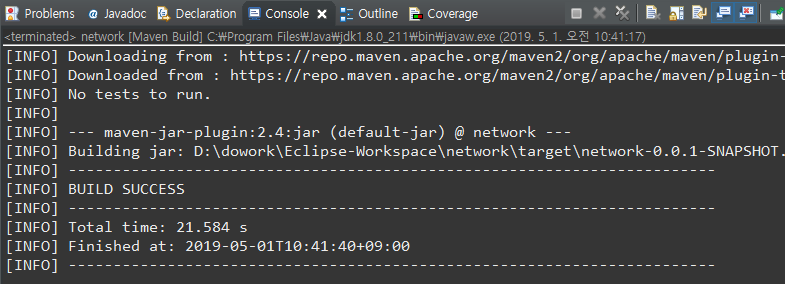 Problems @ Javadoc Declaration Console Outline Coverage
<terminated> network [Maven Build] C:₩Program Files₩Java₩jdk1.8.0_211₩bin₩javaw.exe (2019. 5. 1. 오전 10:41:17)
[INFO] Downloading from : https://repo.maven.apache.org/maven2/org/apache/maven/plugin-
[INFO] Downloaded from : https://repo.maven.apache.org/maven2/org/apache/maven/plugin-t
[INFO] No tests to run.
[INFO]
[INFO] --- maven-jar-plugin:2.4:jar (default-jar) @ network ---
[INFO] Building jar: D:\dowork\Eclipse-Workspace\network\target\network-0.0.1-SNAPSHOT.
[INFO] ------------------------------------------------------------------------
[INFO] BUILD SUCCESS
[INFO] ------------------------------------------------------------------------
[INFO] Total time: 21.584 s
[INFO] Finished at: 2019-05-01T10:41:40+09:00
[INFO] ------------------------------------------------------------------------